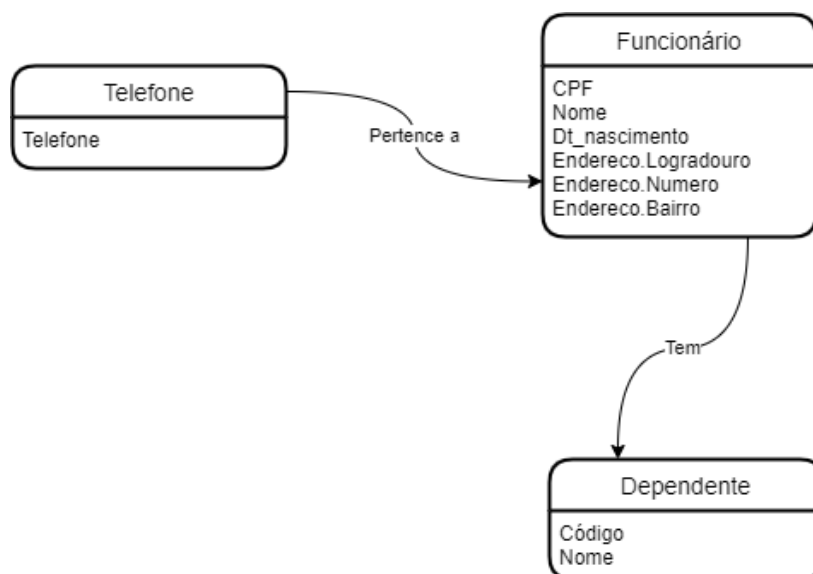 Telefone
Telefone
Pertence a
Funcionário
CPF
Nome
Dt_nascimento
Endereco.Logradouro
Endereco.Numero
Endereco.Bairro
Tem
Dependente
Código
Nome